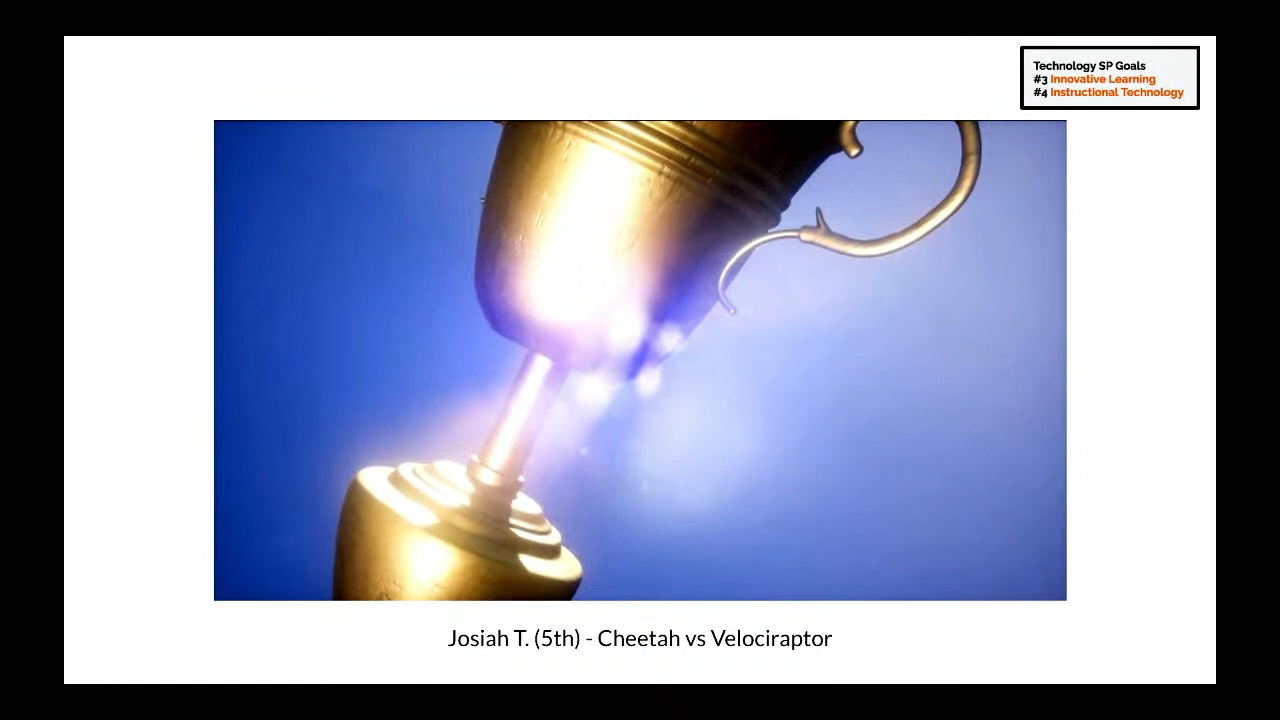 Technology SP Goals
#3 Innovative Learning
#4 Instructional Technology
Josiah T. (5th) - Cheetah vs Velociraptor